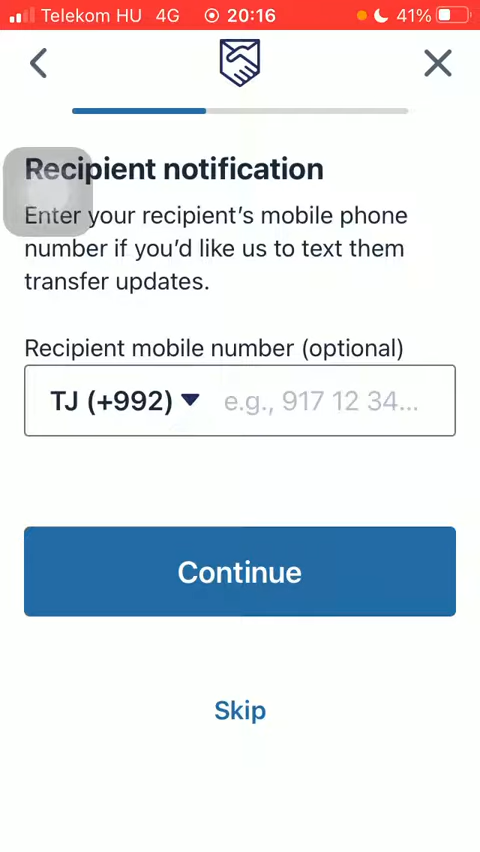 Telekom HU 4G 20:16 41%
Recipient notification
Enter your recipient's mobile phone
number if you'd like us to text them
transfer updates.
Recipient mobile number (optional)
TJ (+992) e.g., 917 12 34...
Continue
Skip